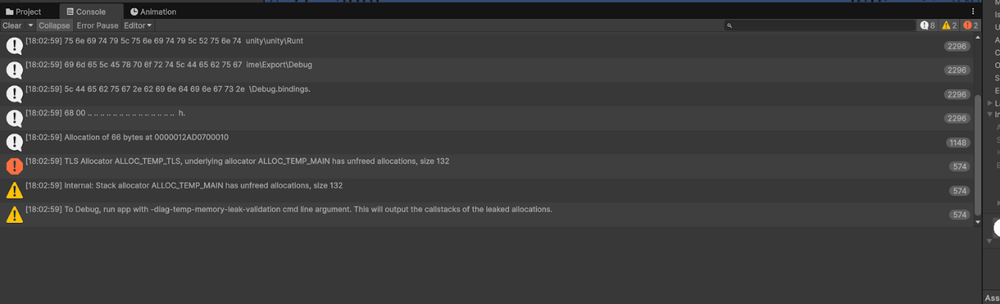 Project Console Animation
Clear Collapse Error Pause Editor 8 2 2
[18:02:59] 75 6e 69 74 79 5c 75 6e 69 74 79 5c 52 75 6e 74 unity\unity\Runt 2296
[18:02:59] 69 6d 65 5c 45 78 70 6f 72 74 5c 44 65 62 75 67 ime\Export\Debug 2296
[18:02:59] 5c 44 65 62 75 67 2e 62 69 6e 64 69 6e 67 73 2e \Debug.bindings. 2296
[18:02:59] 68 00 .. .. .. .. .. .. .. .. .. .. .. .. .. .. h. 2296
[18:02:59] Allocation of 66 bytes at 0000012AD0700010 1148
[18:02:59] TLS Allocator ALLOC_TEMP_TLS, underlying allocator ALLOC_TEMP_MAIN has unfreed allocations, size 132 574
[18:02:59] Internal: Stack allocator ALLOC_TEMP_MAIN has unfreed allocations, size 132 574
[18:02:59] To Debug, run app with -diag-temp-memory-leak-validation cmd line argument. This will output the callstacks of the leaked allocations. 574
Ass